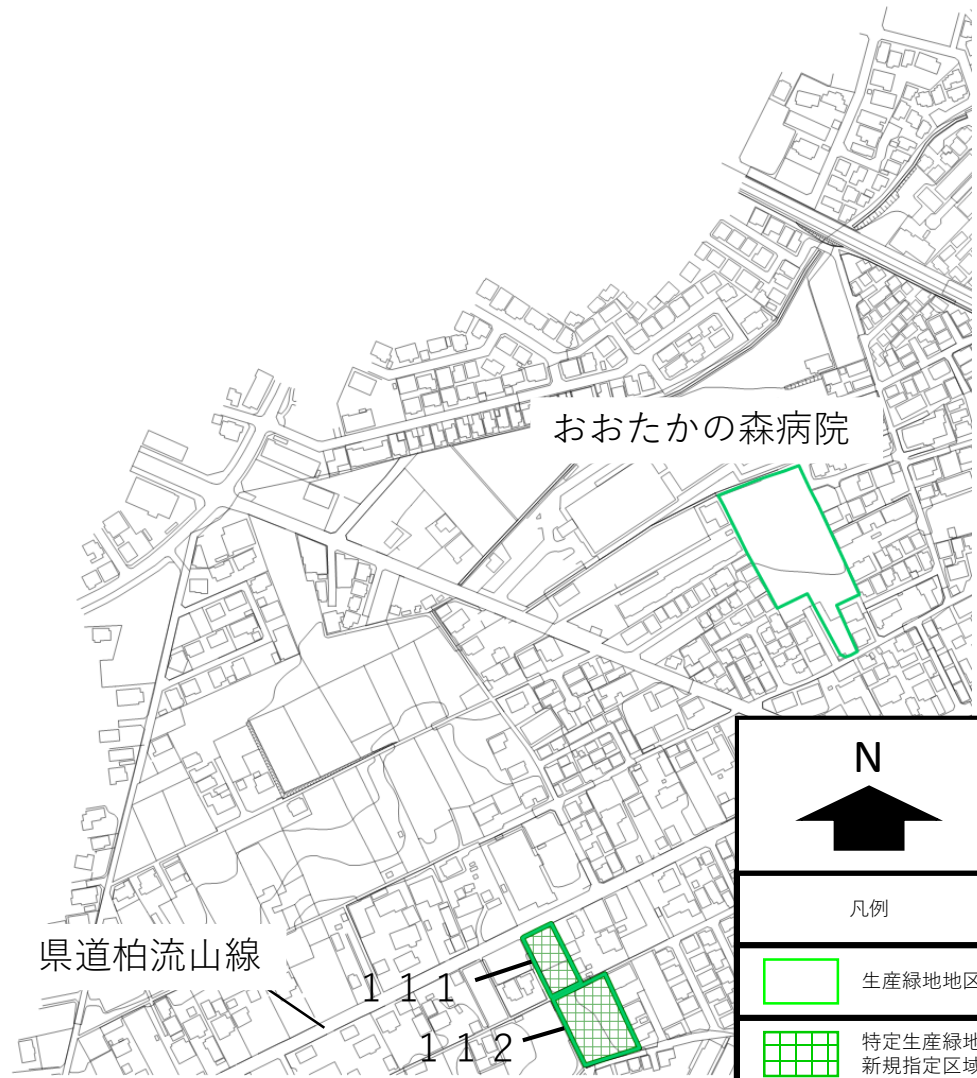 おおたかの森病院
県道柏流山線
１１１
１１２
N
凡例
生産緑地地区
特定生産緑地
新規指定区域